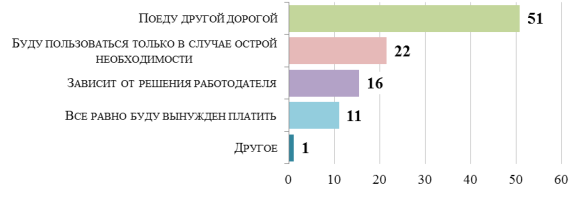 Поеду другой дорогой
51
Буду пользоваться только в случае острой
необходимости
22
Зависит от решения работодателя
16
Все равно буду вынужден платить
11
Другое
1
0 10 20 30 40 50 60